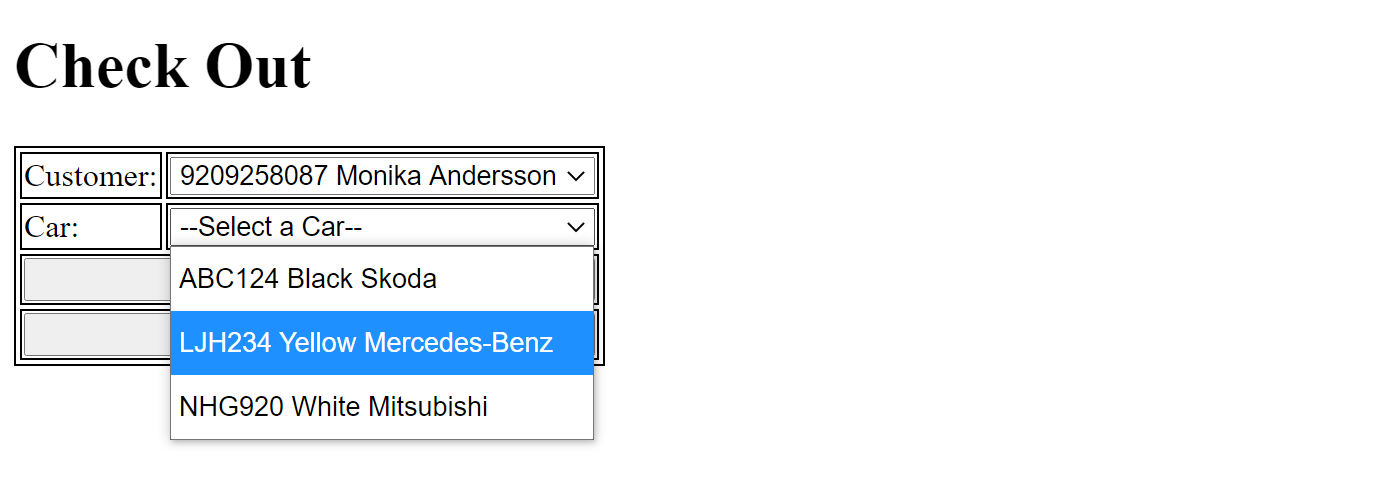 Check Out
Customer: 9209258087 Monika Andersson
Car: --Select a Car--
ABC124 Black Skoda
LJH234 Yellow Mercedes-Benz
NHG920 White Mitsubishi